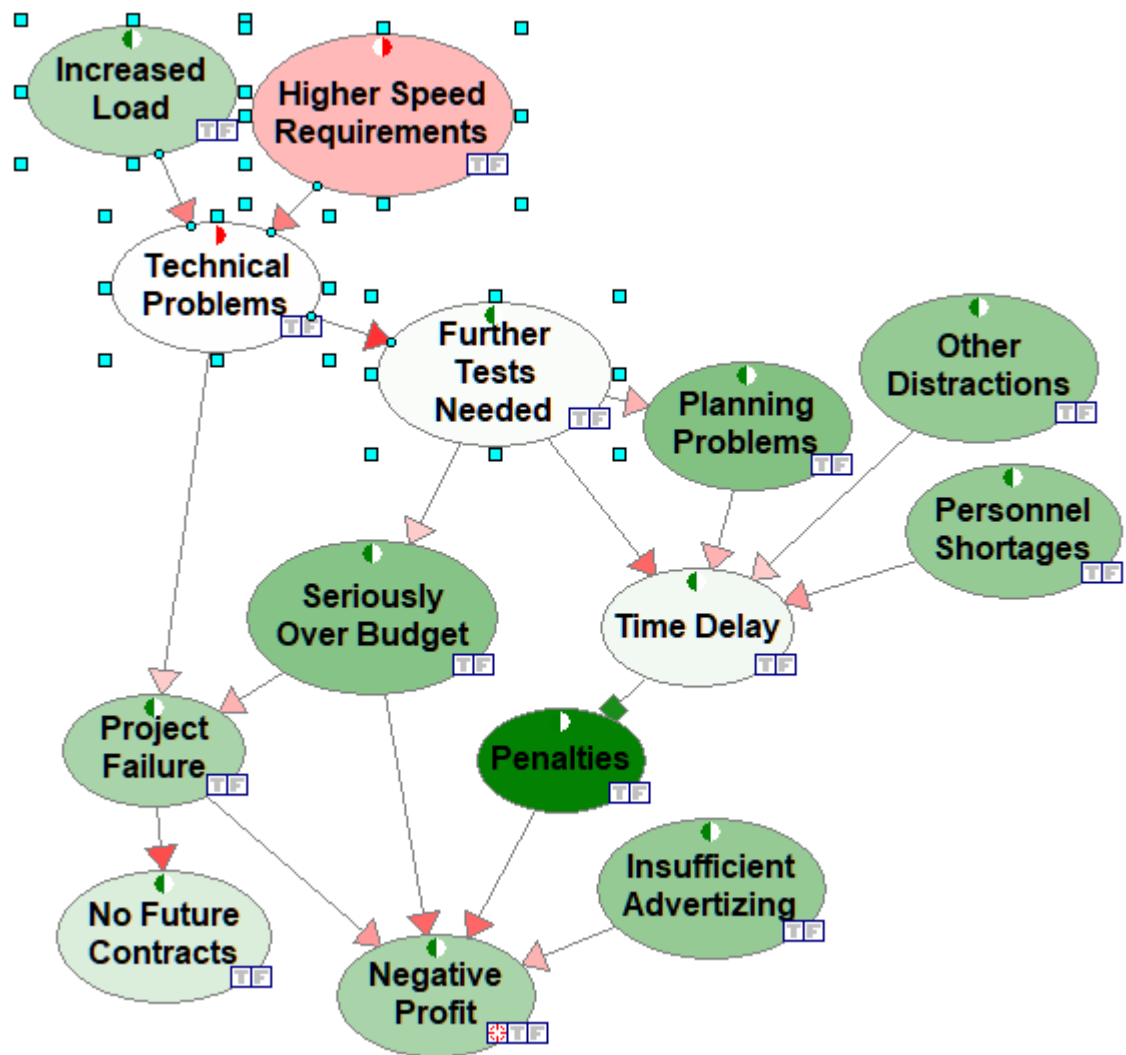 Increased
Load
T F
Higher Speed
Requirements
T F
Technical
Problems
T F
Further
Tests
Needed
T F
Planning
Problems
T F
Other
Distractions
T F
Personnel
Shortages
T F
Seriously
Over Budget
T F
Time Delay
T F
Project
Failure
T F
Penalties
T F
Insufficient
Advertizing
T F
No Future
Contracts
T F
Negative
Profit
T F